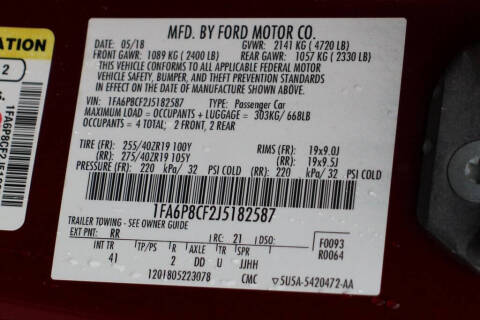 MFD. BY FORD MOTOR CO.
DATE: 05/18 GVWR: 2141 KG (4720 LB)
FRONT GAWR: 1089 KG (2400 LB) REAR GAWR: 1057 KG (2330 LB)
THIS VEHICLE CONFORMS TO ALL APPLICABLE FEDERAL MOTOR
VEHICLE SAFETY, BUMPER, AND THEFT PREVENTION STANDARDS
IN EFFECT ON THE DATE OF MANUFACTURE SHOWN ABOVE.
VIN: 1FA6P8CF2J5182587 TYPE: Passenger Car
MAXIMUM LOAD = OCCUPANTS + LUGGAGE = 303KG/ 668LB
OCCUPANTS = 4 TOTAL; 2 FRONT, 2 REAR
TIRE (FR): 255/40ZR19 100Y RIMS (FR): 19x9.0J
(RR): 275/40ZR19 105Y (RR): 19x9.5J
PRESSURE (FR): 220 kPa/ 32 PSI COLD (RR): 220 kPa/ 32 PSI COLD
1FA6P8CF2J5182587
TRAILER TOWING - SEE OWNER GUIDE
EXT PNT: RR RC: 21 DSO: F0093
R0064
INT TR TP/PS R AXLE TR SPR
41 2 DD U JJHH
1201805223078 CMC 5U5A-5420472-AA
2